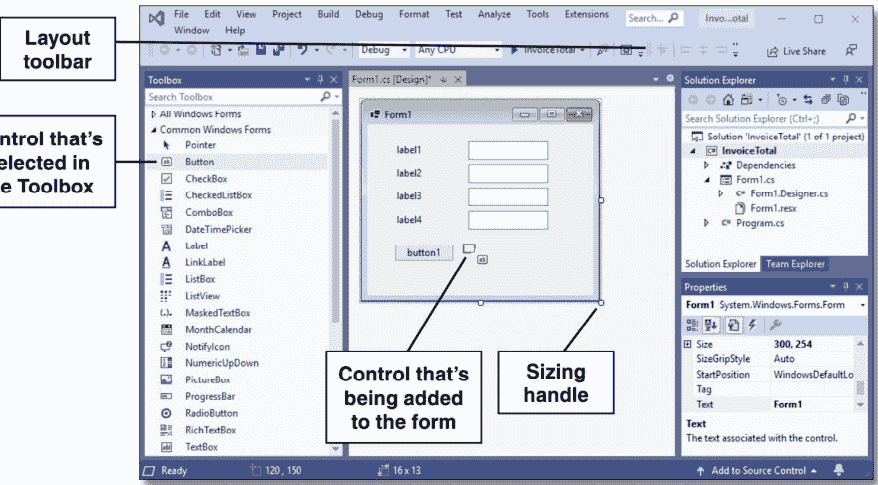 File Edit View Project Build Debug Format Test Analyze Tools Extensions Search... Invo...otal
Window Help
Debug Any CPU InvoiceTotal Live Share
Layout
toolbar
Toolbox
Search Toolbox
All Windows Forms
Common Windows Forms
Pointer
Button
CheckBox
CheckedListBox
ComboBox
DateTimePicker
Label
LinkLabel
ListBox
ListView
MaskedTextBox
MonthCalendar
NotifyIcon
NumericUpDown
PictureBox
ProgressBar
RadioButton
RichTextBox
TextBox
ntrol that's
elected in
e Toolbox
Form1.cs [Design]*
Form1
label1
label2
label3
label4
button1
Control that's
being added
to the form
Sizing
handle
Solution Explorer
Search Solution Explorer (Ctrl+;)
Solution 'InvoiceTotal' (1 of 1 project)
InvoiceTotal
Dependencies
Form1.cs
Form1.Designer.cs
Form1.resx
Program.cs
Solution Explorer Team Explorer
Properties
Form1 System.Windows.Forms.Form
Size 300, 254
SizeGripStyle Auto
StartPosition WindowsDefaultLo
Tag
Text Form1
Text
The text associated with the control.
Ready 120 , 150 16 x 13 Add to Source Control